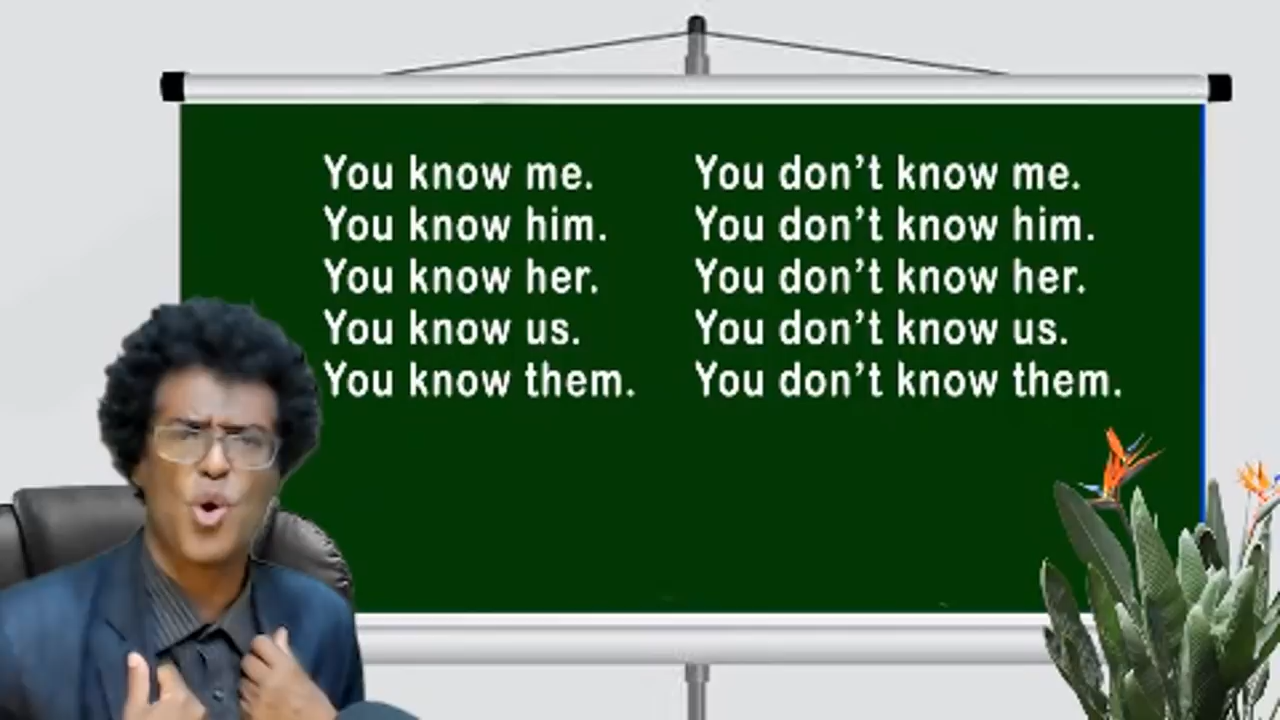 You know me.
You know him.
You know her.
You know us.
You know them.
You don’t know me.
You don’t know him.
You don’t know her.
You don’t know us.
You don’t know them.